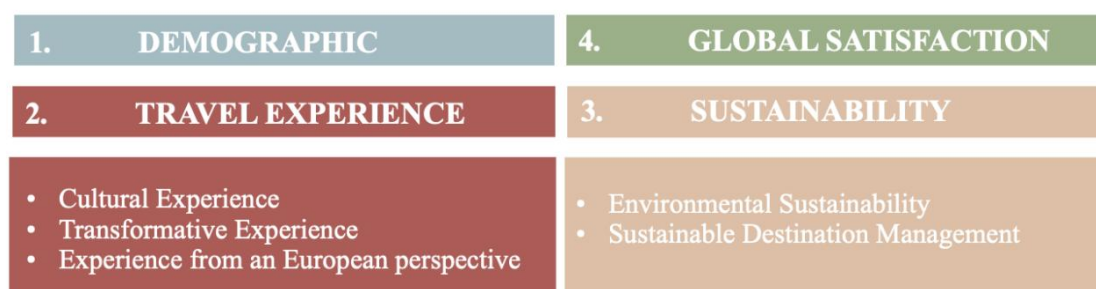 1. DEMOGRAPHIC
4. GLOBAL SATISFACTION
2. TRAVEL EXPERIENCE
3. SUSTAINABILITY
• Cultural Experience
• Transformative Experience
• Experience from an European perspective
• Environmental Sustainability
• Sustainable Destination Management